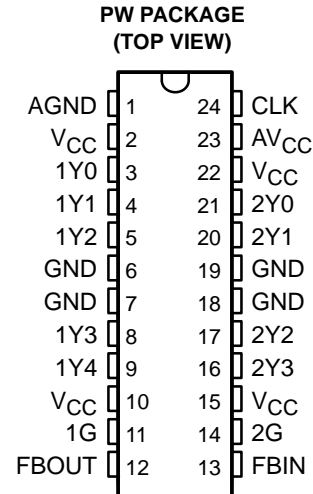 PW PACKAGE
(TOP VIEW)
AGND 1 24 CLK
VCC 2 23 AVCC
1Y0 3 22 VCC
1Y1 4 21 2Y0
1Y2 5 20 2Y1
GND 6 19 GND
GND 7 18 GND
1Y3 8 17 2Y2
1Y4 9 16 2Y3
VCC 10 15 VCC
1G 11 14 2G
FBOUT 12 13 FBIN